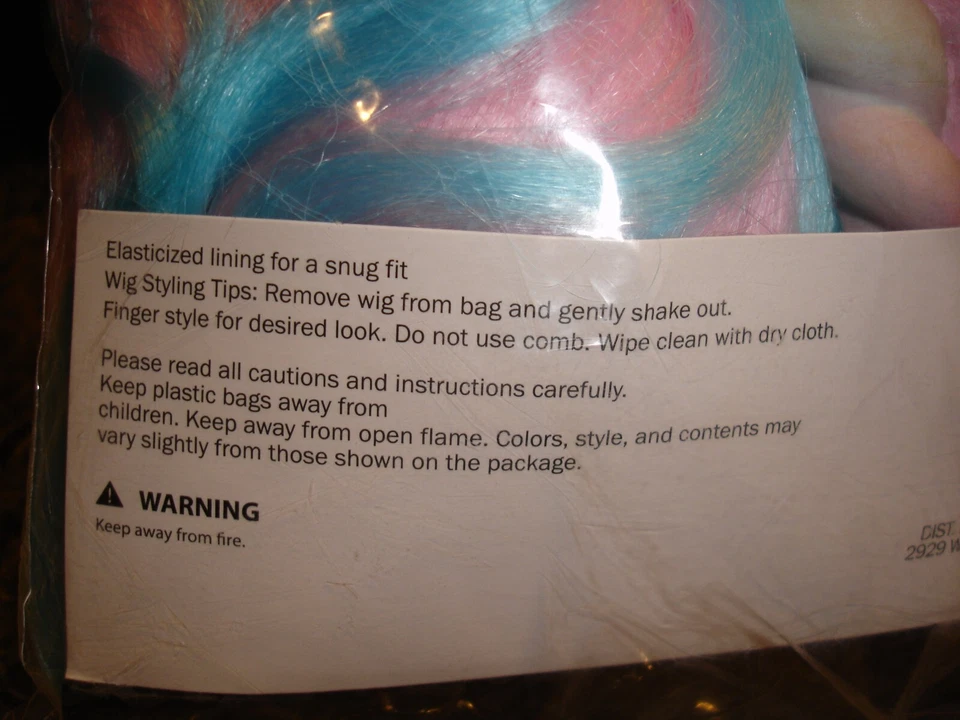 Elasticized lining for a snug fit
Wig Styling Tips: Remove wig from bag and gently shake out.
Finger style for desired look. Do not use comb. Wipe clean with dry cloth.
Please read all cautions and instructions carefully.
Keep plastic bags away from
children. Keep away from open flame. Colors, style, and contents may
vary slightly from those shown on the package.
WARNING
Keep away from fire.
DIST.
2929 W